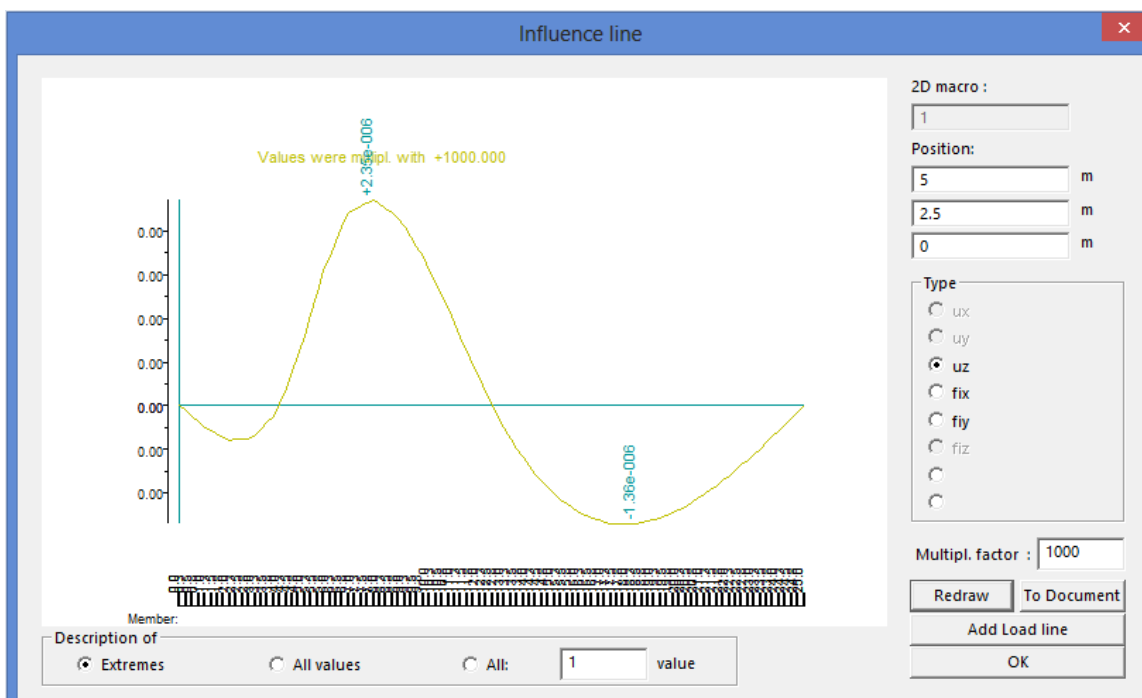 Influence line
+2.35e-006
Values were mtipl. with +1000.000
0.00
0.00
0.00
0.00
0.00
0.00
0.00
-1.36e-006
Member:
Description of
Extremes
All values
All:
1
value
2D macro :
1
Position:
5
m
2.5
m
0
m
Type
ux
uy
uz
fix
fiy
fiz
Multipl. factor :
1000
Redraw
To Document
Add Load line
OK